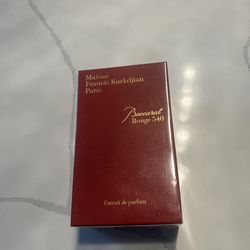 Maison
Francis Kurkdjian
Paris
Baccarat
Rouge 540
Extrait de parfum